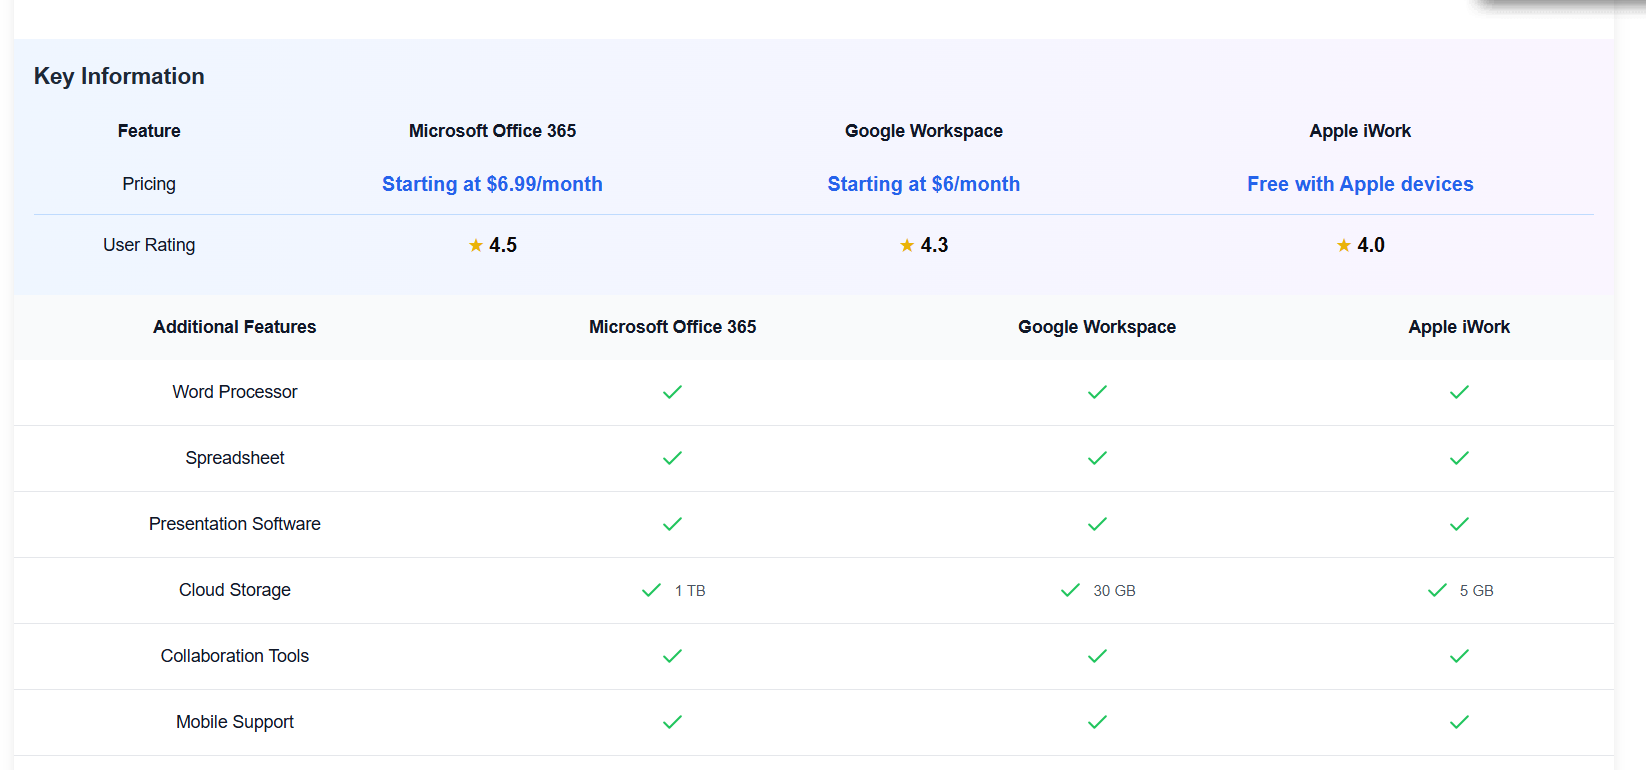 Key Information
Feature Microsoft Office 365 Google Workspace Apple iWork
Pricing Starting at $6.99/month Starting at $6/month Free with Apple devices
User Rating ★ 4.5 ★ 4.3 ★ 4.0
Additional Features Microsoft Office 365 Google Workspace Apple iWork
Word Processor ✓ ✓ ✓
Spreadsheet ✓ ✓ ✓
Presentation Software ✓ ✓ ✓
Cloud Storage ✓ 1 TB ✓ 30 GB ✓ 5 GB
Collaboration Tools ✓ ✓ ✓
Mobile Support ✓ ✓ ✓